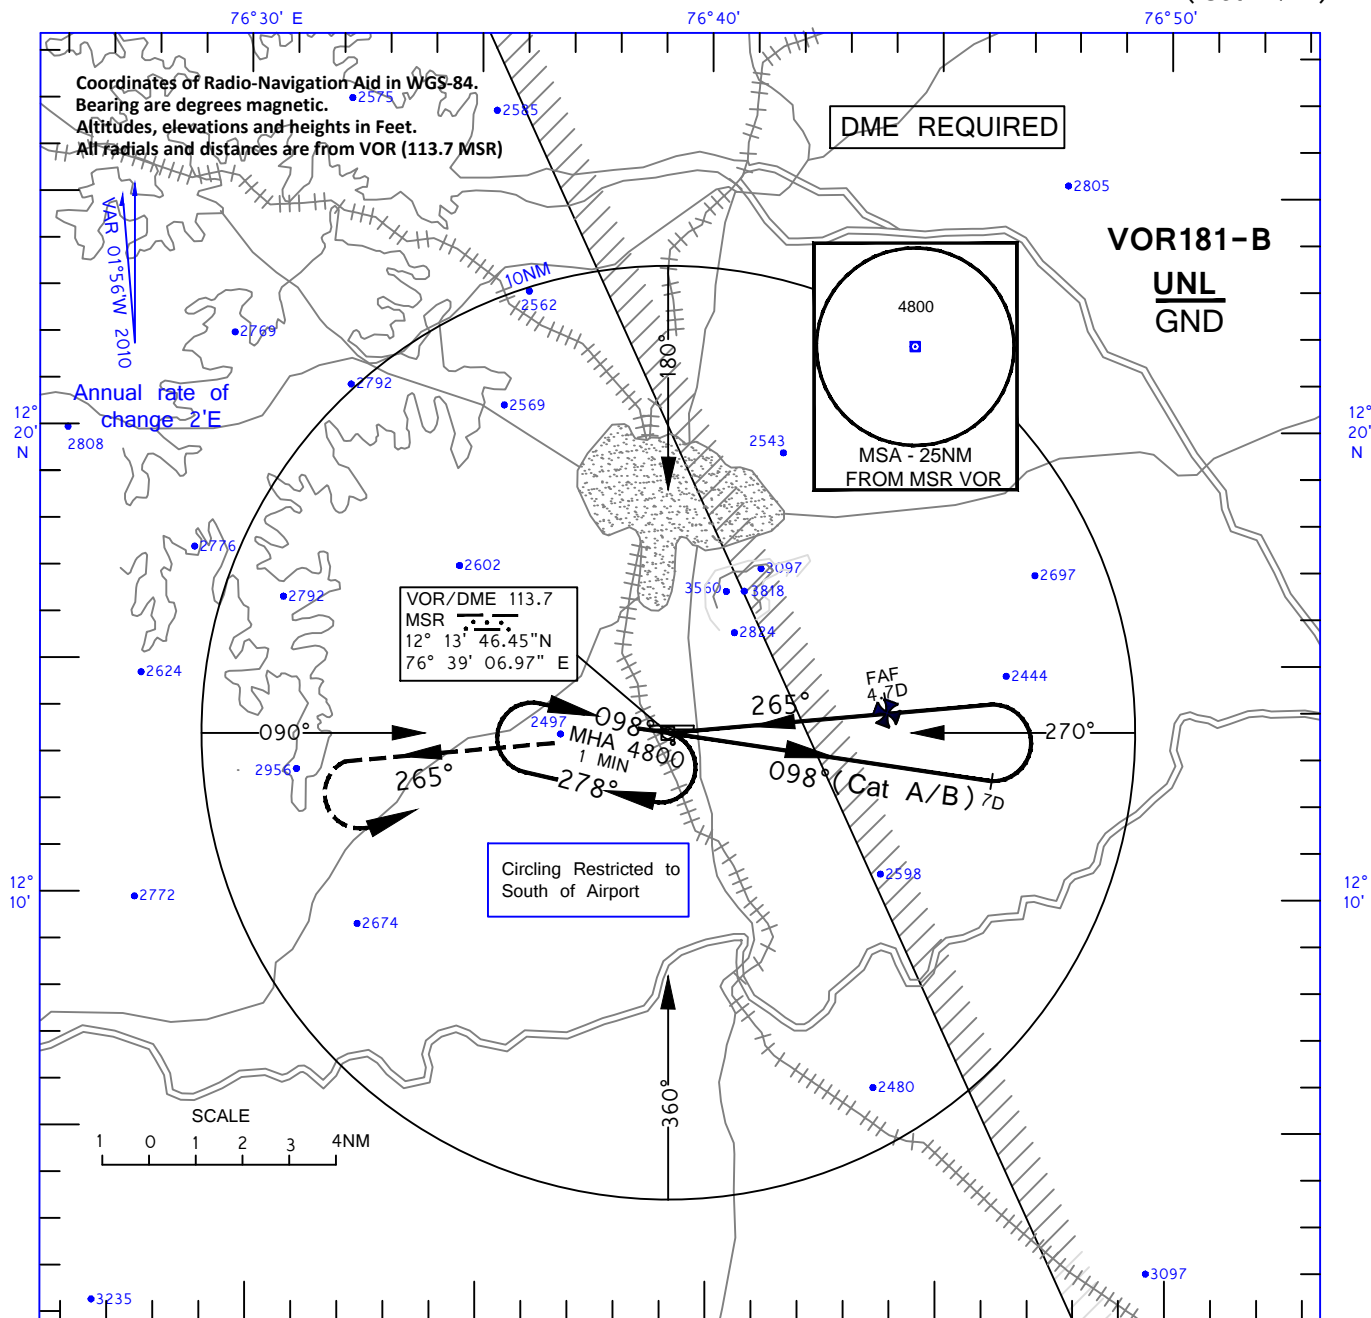 76°30' E
76°40'
76°50'
Coordinates of Radio-Navigation Aid in WGS-84.
Bearing are degrees magnetic.
Altitudes, elevations and heights in Feet.
All radials and distances are from VOR (113.7 MSR)
2575
2585
DME REQUIRED
2805
VAR 01°56'W 2010
VOR181-B
UNL
GND
10NM
2562
4800
2769
180°
2792
Annual rate of
change 2'E
2569
12°
20'
N
12°
20'
N
2808
2543
MSA - 25NM
FROM MSR VOR
2776
2602
3097
2697
2792
3560
3818
VOR/DME 113.7
MSR
12° 13' 46.45"N
76° 39' 06.97" E
2824
2624
FAF
4.7D
2444
265°
2497
098°
090°
270°
MHA 4800
1 MIN
2956
265°
278°
098°(Cat A/B)
7D
Circling Restricted to
South of Airport
2598
12°
10'
12°
10'
2772
2674
2480
360°
SCALE
1 0 1 2 3 4NM
3097
3235